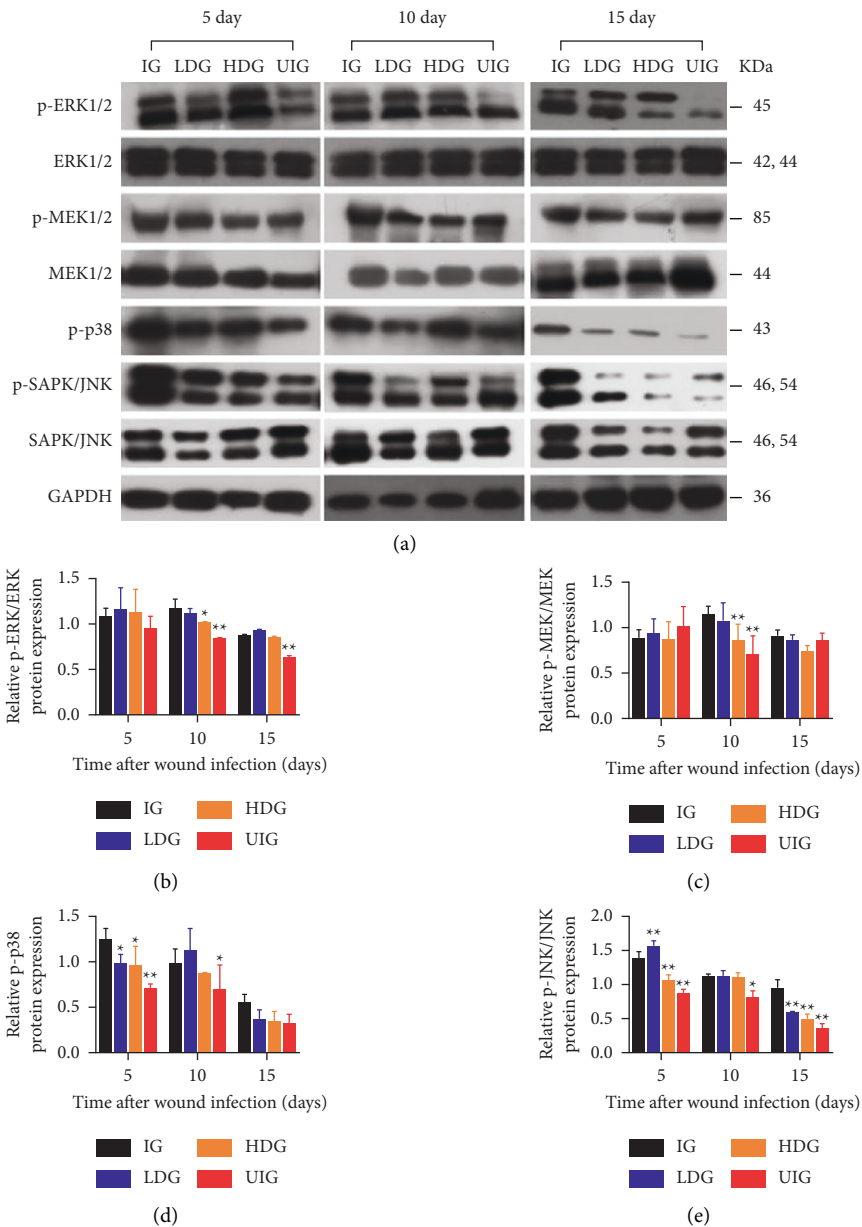 5 day 10 day 15 day
IG LDG HDG UIG IG LDG HDG UIG IG LDG HDG UIG KDa
p-ERK1/2 45
ERK1/2 42, 44
p-MEK1/2 85
MEK1/2 44
p-p38 43
p-SAPK/JNK 46, 54
SAPK/JNK 46, 54
GAPDH 36
(a)
Relative p-ERK/ERK
protein expression
1.5
1.0
0.5
0.0
* ** **
5 10 15
Time after wound infection (days)
IG HDG
LDG UIG
(b)
Relative p-MEK/MEK
protein expression
1.5
1.0
0.5
0.0
** **
5 10 15
Time after wound infection (days)
IG HDG
LDG UIG
(c)
Relative p-p38
protein expression
1.5
1.0
0.5
0.0
* * ** *
5 10 15
Time after wound infection (days)
IG HDG
LDG UIG
(d)
Relative p-JNK/JNK
protein expression
2.0
1.5
1.0
0.5
0.0
** ** ** * ** ** **
5 10 15
Time after wound infection (days)
IG HDG
LDG UIG
(e)